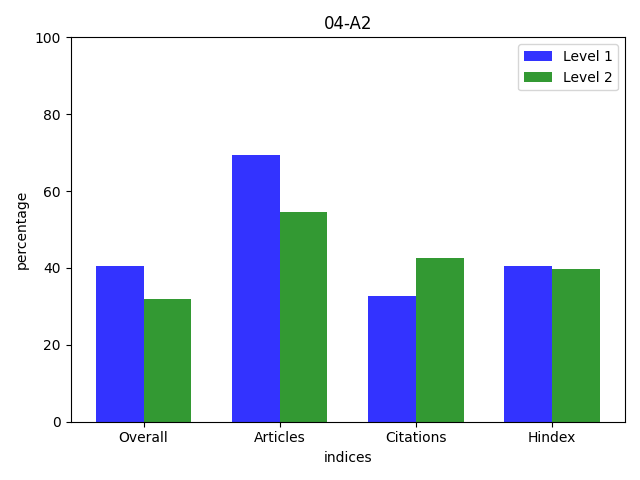 04-A2
100
80
60
40
20
0
percentage
Level 1
Level 2
Overall Articles Citations Hindex
indices